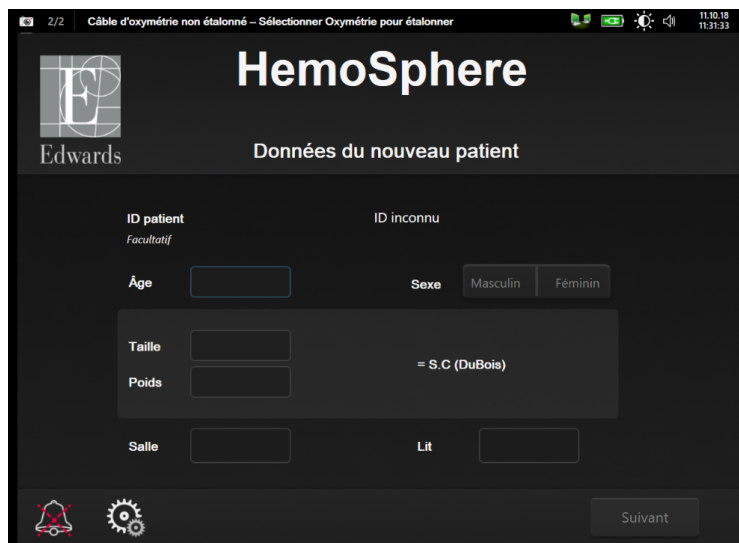 2/2 Câble d'oxymétrie non étalonné – Sélectionner Oxymétrie pour étalonner
11.10.18
11:31:33
HemoSphere
E
Edwards
Données du nouveau patient
ID patient ID inconnu
Facultatif
Âge Sexe Masculin Féminin
Taille
= S.C (DuBois)
Poids
Salle Lit
Suivant